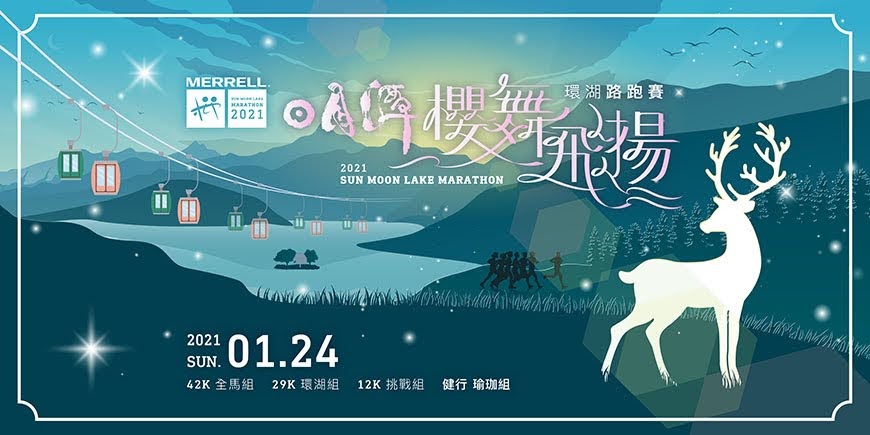 MERRELL
SUN MOON LAKE
MARATHON
2021
日月潭 櫻舞飛揚
環湖路跑賽
2021
SUN MOON LAKE MARATHON
2021
SUN. 01.24
42K 全馬組 29K 環湖組 12K 挑戰組 健行 瑜珈組